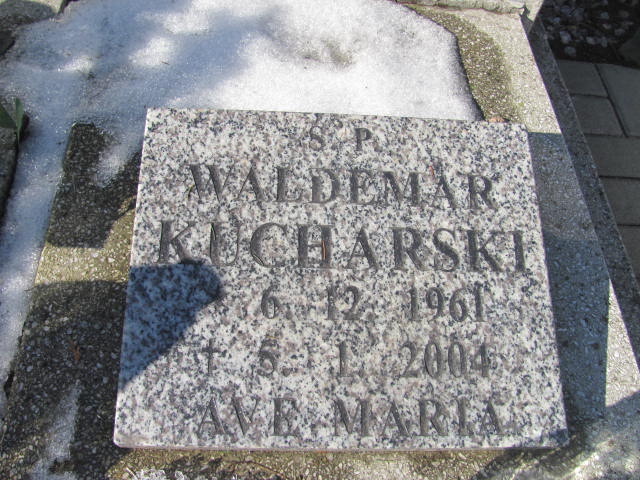 Ś P
WALDEMAR
KUCHARSKI
6. 12. 1961
† 5. 1. 2004
AVE MARIA